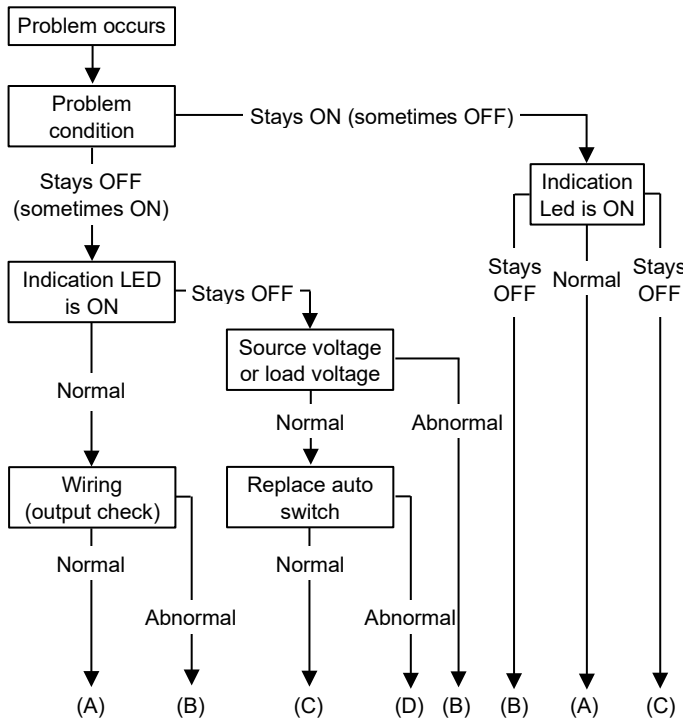 Problem occurs
Problem
condition
Stays ON (sometimes OFF)
Stays OFF
(sometimes ON)
Indication
Led is ON
Stays
OFF
Normal
Stays
OFF
Indication LED
is ON
Stays OFF
Source voltage
or load voltage
Normal
Normal
Abnormal
Wiring
(output check)
Replace auto
switch
Normal
Normal
Abnormal
Abnormal
(A)
(B)
(C)
(D)
(B)
(B)
(A)
(C)